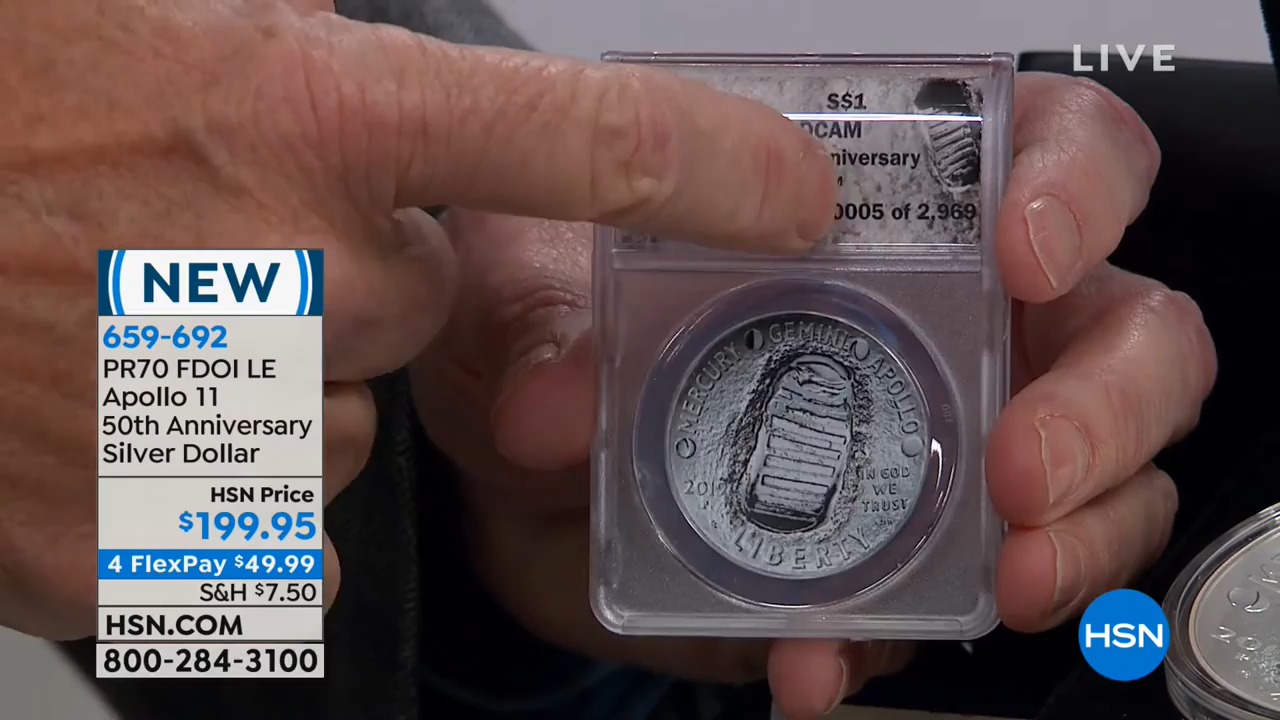 LIVE
S$1
DCAM
niversary
0005 of 2,969
MERCURY GEMINI APOLLO
2019
IN GOD
WE
TRUST
LIBERTY
(NEW)
659-692
PR70 FDOI LE
Apollo 11
50th Anniversary
Silver Dollar
HSN Price
$199.95
4 FlexPay $49.99
S&H $7.50
HSN.COM
800-284-3100
HSN